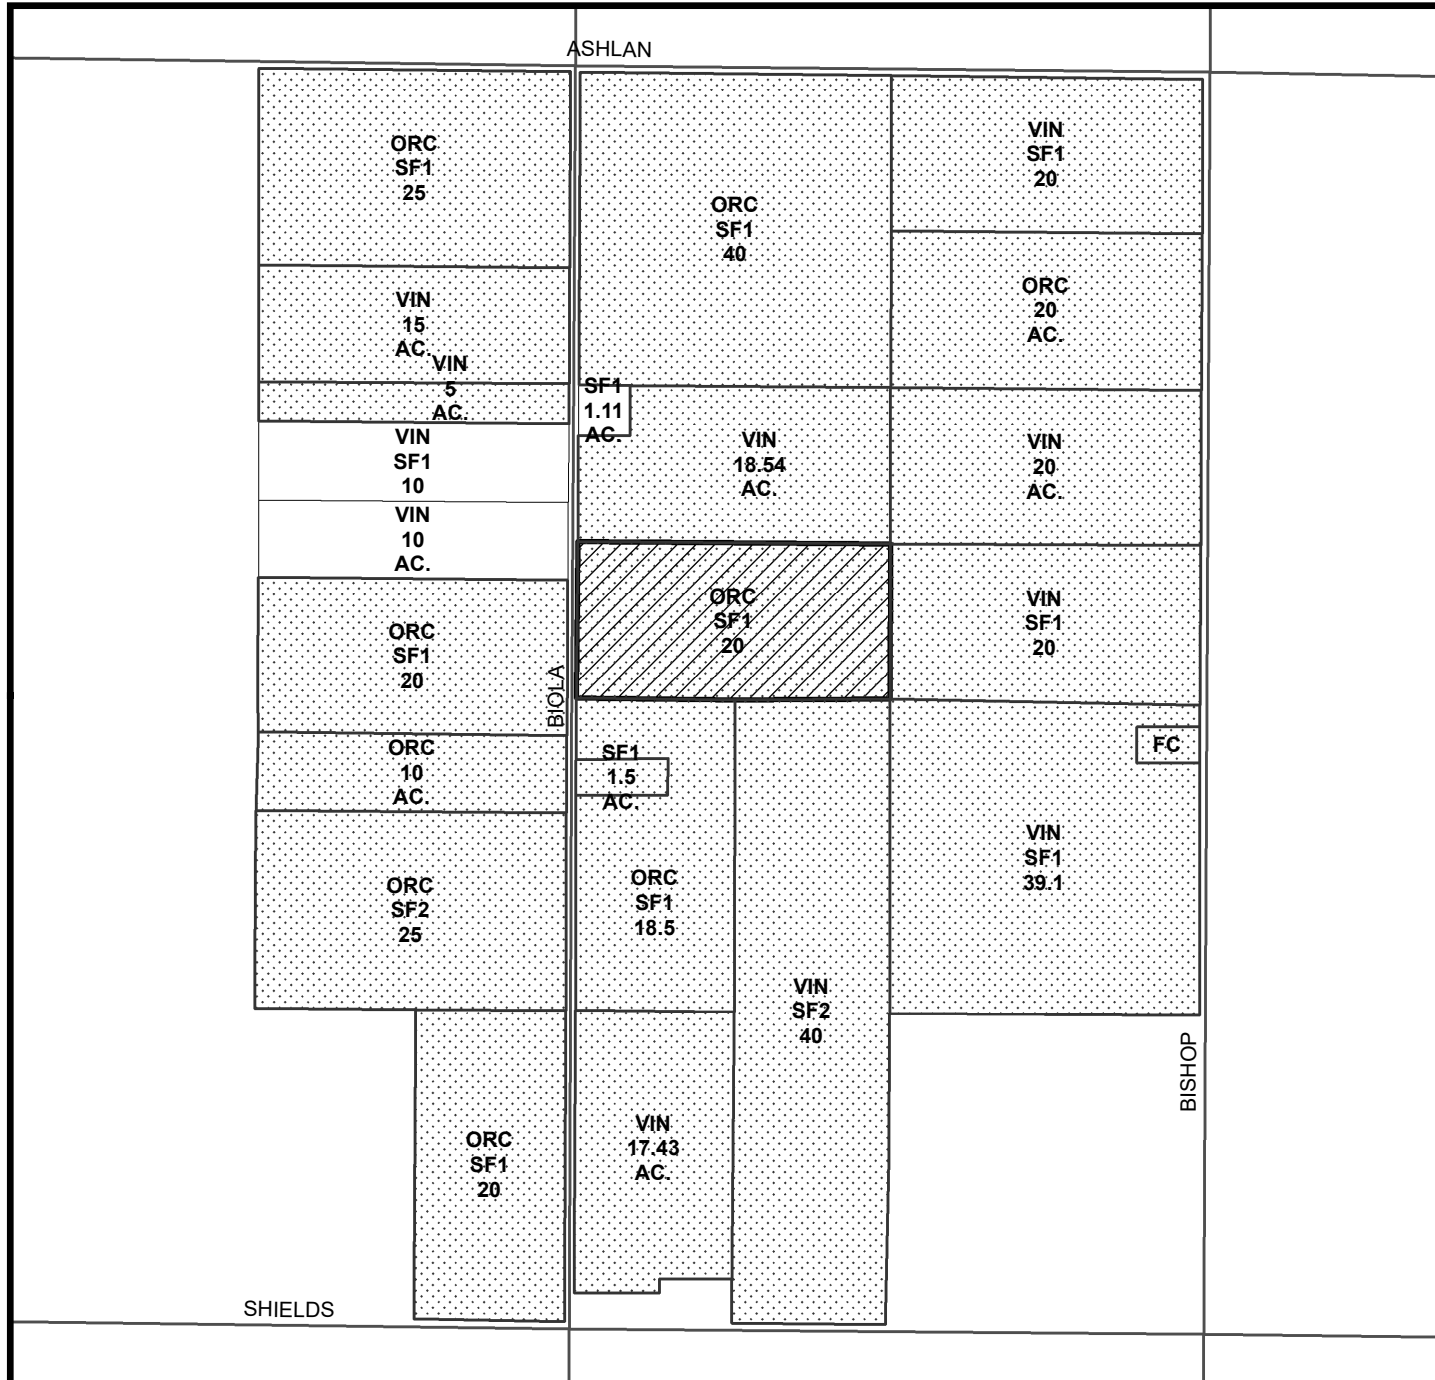 ASHLAN
ORC
SF1
25
ORC
SF1
40
VIN
SF1
20
VIN
15
AC.
ORC
20
AC.
VIN
5
AC.
SF1
1.11
AC.
VIN
SF1
10
VIN
18.54
AC.
VIN
20
AC.
VIN
10
AC.
ORC
SF1
20
ORC
SF1
20
VIN
SF1
20
BIOLA
ORC
10
AC.
SF1
1.5
AC.
FC
ORC
SF2
25
ORC
SF1
18.5
VIN
SF1
39.1
VIN
SF2
40
BISHOP
ORC
SF1
20
VIN
17.43
AC.
SHIELDS